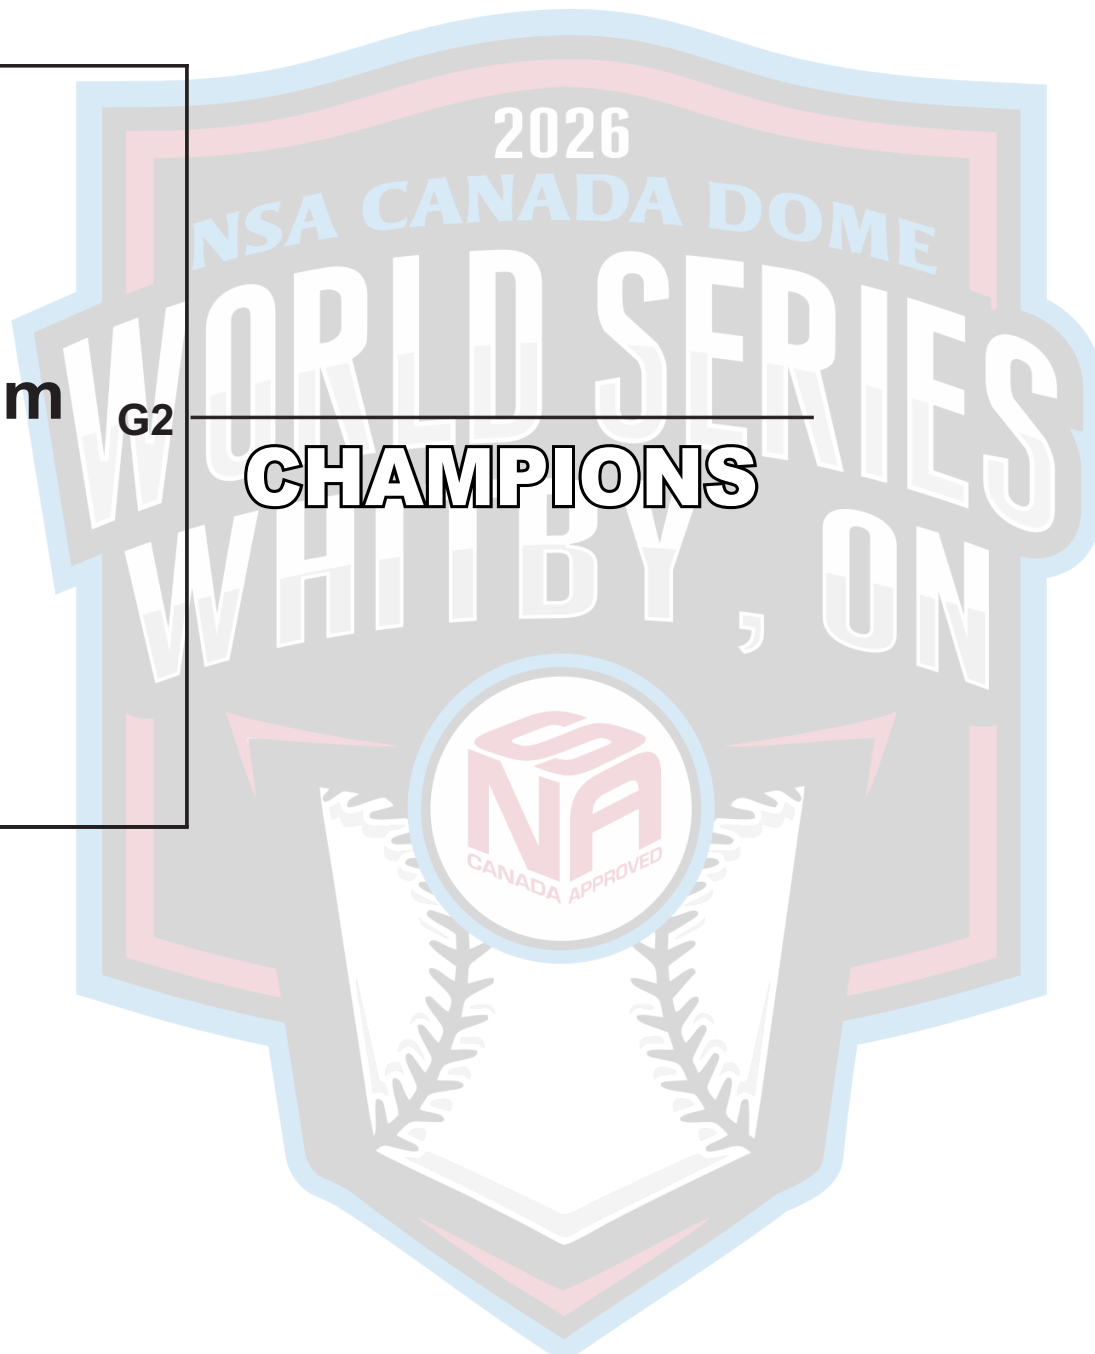 2026
NSA CANADA DOME
WORLD SERIES
m
G2
CHAMPIONS
WHITBY, ON
NSA
CANADA APPROVED